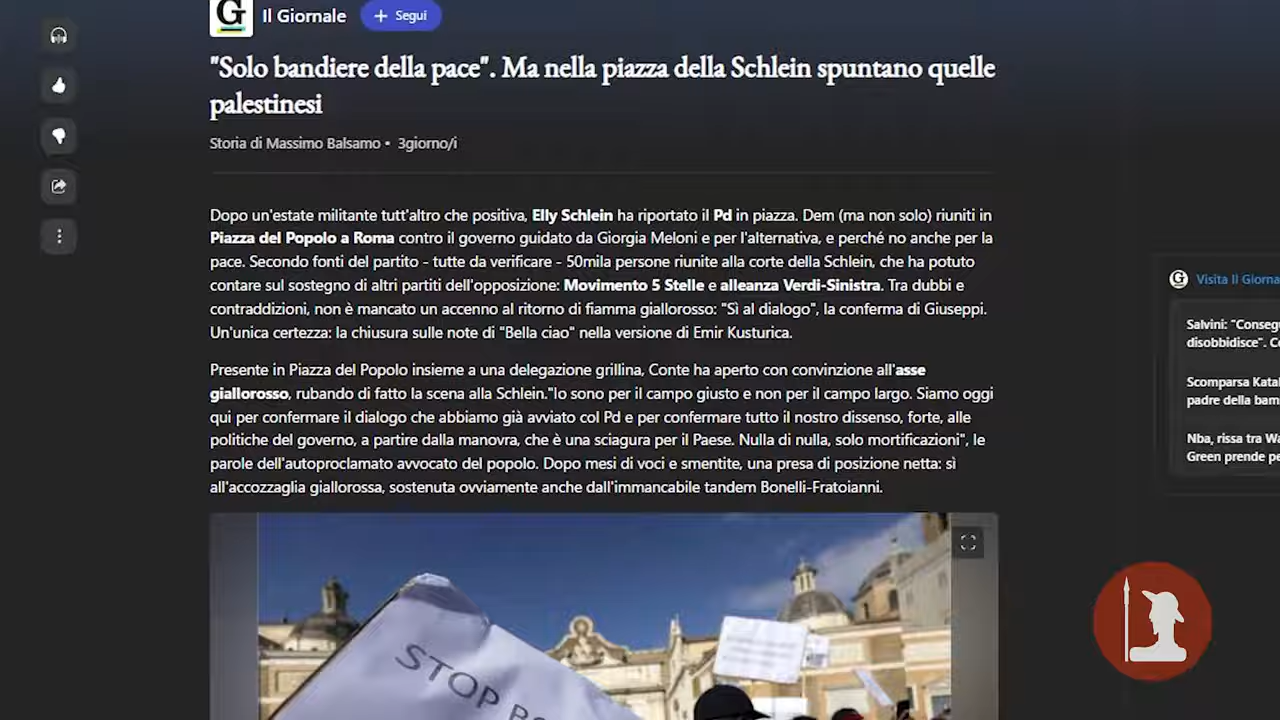 G
Il Giornale
+ Segui
"Solo bandiere della pace". Ma nella piazza della Schlein spuntano quelle
palestinesi
Storia di Massimo Balsamo • 3giorno/i
Dopo un'estate militante tutt'altro che positiva, Elly Schlein ha riportato il Pd in piazza. Dem (ma non solo) riuniti in
Piazza del Popolo a Roma contro il governo guidato da Giorgia Meloni e per l'alternativa, e perché no anche per la
pace. Secondo fonti del partito - tutte da verificare - 50mila persone riunite alla corte della Schlein, che ha potuto
contare sul sostegno di altri partiti dell'opposizione: Movimento 5 Stelle e alleanza Verdi-Sinistra. Tra dubbi e
contraddizioni, non è mancato un accenno al ritorno di fiamma giallorosso: "Sì al dialogo", la conferma di Giuseppi.
Un'unica certezza: la chiusura sulle note di "Bella ciao" nella versione di Emir Kusturica.
Presente in Piazza del Popolo insieme a una delegazione grillina, Conte ha aperto con convinzione all'asse
giallorosso, rubando di fatto la scena alla Schlein."Io sono per il campo giusto e non per il campo largo. Siamo oggi
qui per confermare il dialogo che abbiamo già avviato col Pd e per confermare tutto il nostro dissenso, forte, alle
politiche del governo, a partire dalla manovra, che è una sciagura per il Paese. Nulla di nulla, solo mortificazioni", le
parole dell'autoproclamato avvocato del popolo. Dopo mesi di voci e smentite, una presa di posizione netta: sì
all'accozzaglia giallorossa, sostenuta ovviamente anche dall'immancabile tandem Bonelli-Fratoianni.
STOP
G Visita Il Giorna
Salvini: "Conseg
disobbidisce". C
Scomparsa Kata
padre della bam
Nba, rissa tra Wa
Green prende pe